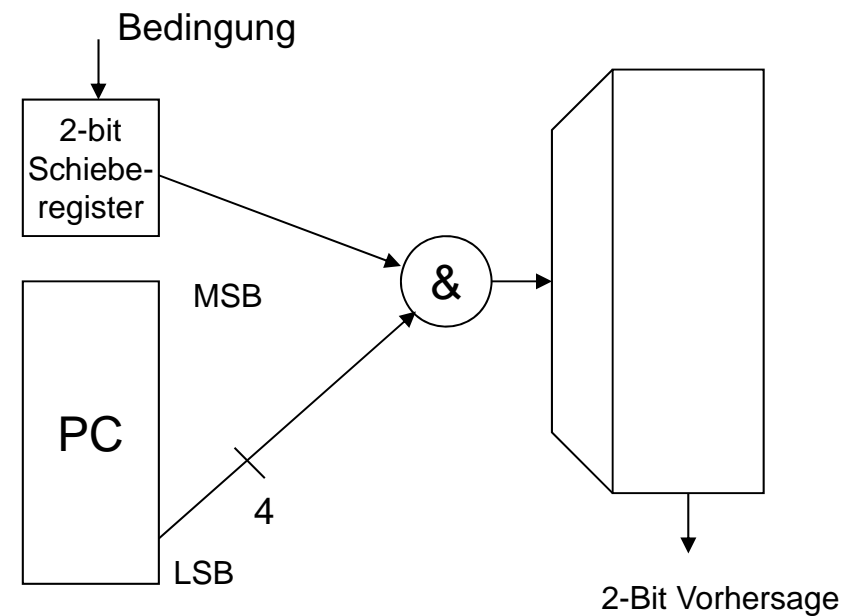 Bedingung
2-bit
Schiebe-
register
MSB
&
PC
4
LSB
2-Bit Vorhersage